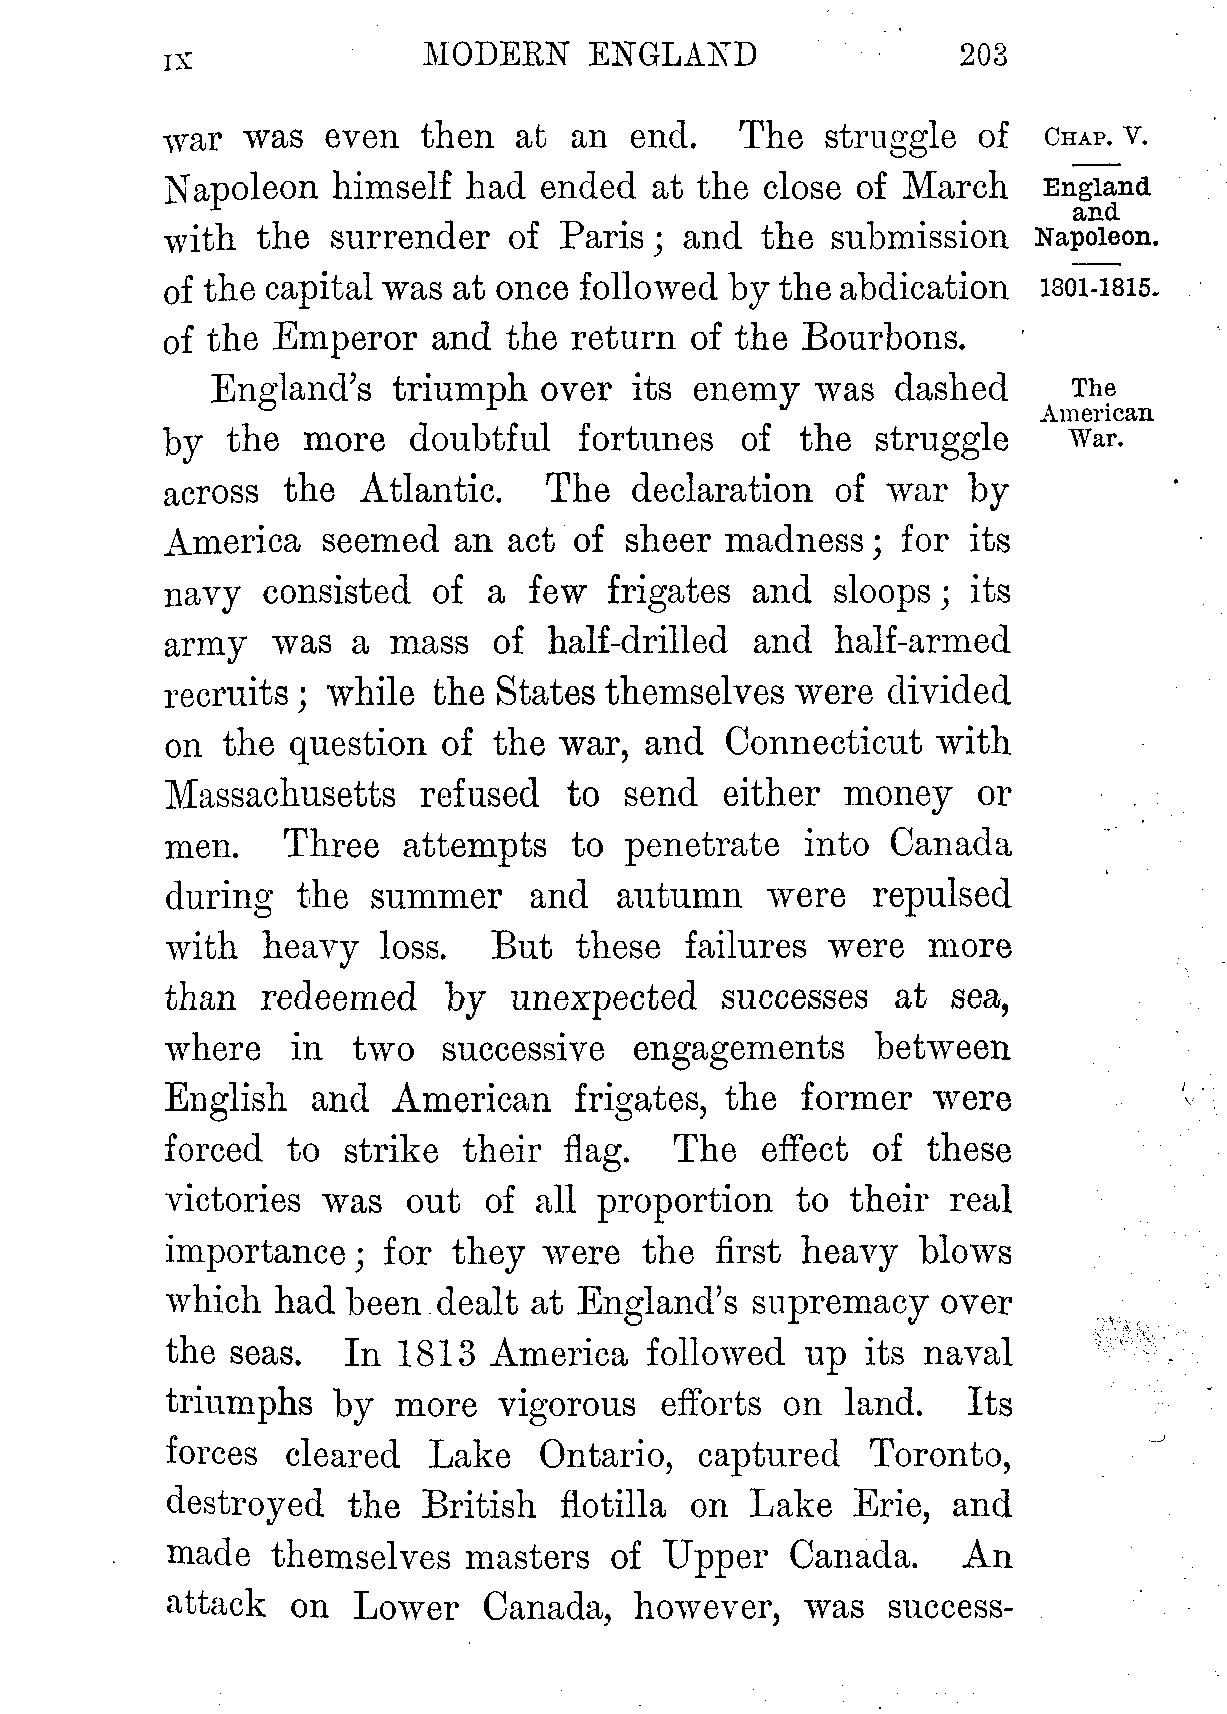 IX MODERN ENGLAND 203
war was even then at an end. The struggle of
Napoleon himself had ended at the close of March
with the surrender of Paris; and the submission
of the capital was at once followed by the abdication
of the Emperor and the return of the Bourbons.
England's triumph over its enemy was dashed
by the more doubtful fortunes of the struggle
across the Atlantic. The declaration of war by
America seemed an act of sheer madness; for its
navy consisted of a few frigates and sloops; its
army was a mass of half-drilled and half-armed
recruits; while the States themselves were divided
on the question of the war, and Connecticut with
Massachusetts refused to send either money or
men. Three attempts to penetrate into Canada
during the summer and autumn were repulsed
with heavy loss. But these failures were more
than redeemed by unexpected successes at sea,
where in two successive engagements between
English and American frigates, the former were
forced to strike their flag. The effect of these
victories was out of all proportion to their real
importance; for they were the first heavy blows
which had been dealt at England's supremacy over
the seas. In 1813 America followed up its naval
triumphs by more vigorous efforts on land. Its
forces cleared Lake Ontario, captured Toronto,
destroyed the British flotilla on Lake Erie, and
made themselves masters of Upper Canada. An
attack on Lower Canada, however, was success-
CHAP. V.
England
and
Napoleon.
1801-1815.
The
American
War.